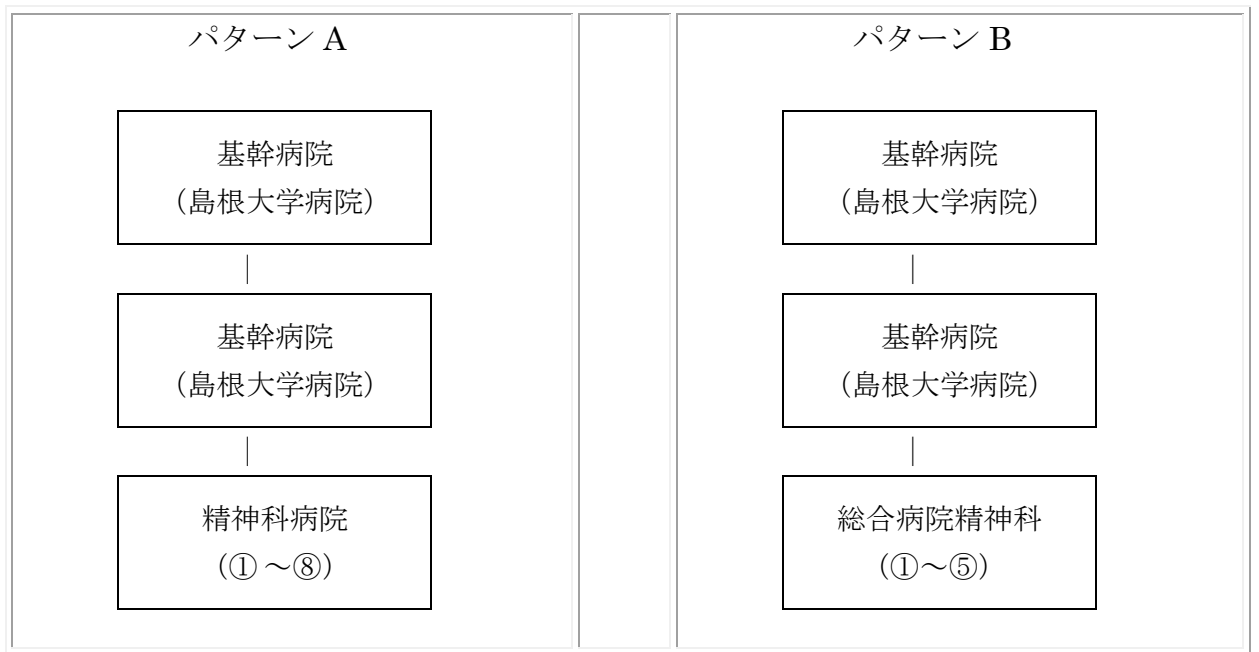 パターン A
基幹病院
（島根大学病院）
基幹病院
（島根大学病院）
精神科病院
（①～⑧）
パターン B
基幹病院
（島根大学病院）
基幹病院
（島根大学病院）
総合病院精神科
（①～⑤）